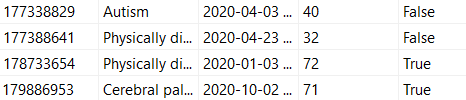 177338829 Autism 2020-04-03 ... 40 False
177388641 Physically di... 2020-04-23 ... 32 False
178733654 Physically di... 2020-01-03 ... 72 True
179886953 Cerebral pal... 2020-10-02 ... 71 True